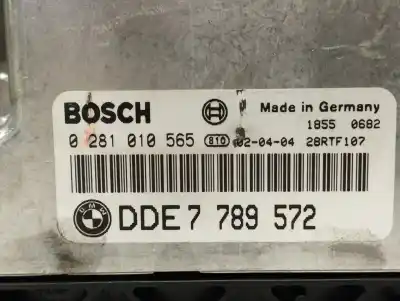 BOSCH Made in Germany
1855 0682
0 281 010 565 810 02-04-04 28RTF107
BMW DDE 7 789 572